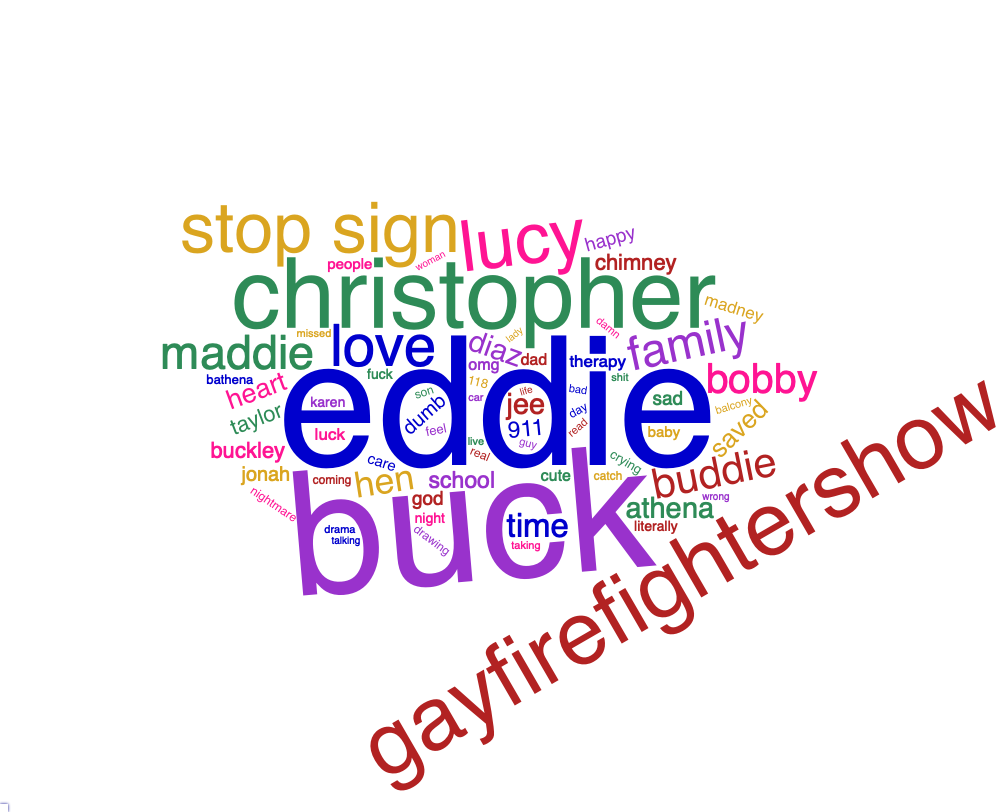 stop sign
lucy
happy
people
woman
chimney
christopher
madney
missed
love
lady
damn
family
maddie
diaz
omg
dad
therapy
bathena
fuck
118
shit
bobby
heart
eddie
son
car
life
bad
sad
karen
dumb
jee
day
balcony
taylor
luck
feel
911
read
baby
saved
buckley
live
guy
real
care
crying
jonah
coming
hen
school
cute
catch
buddie
nightmare
god
wrong
buck
night
athena
drama
talking
drawing
time
taking
literally
gayfirefightershow